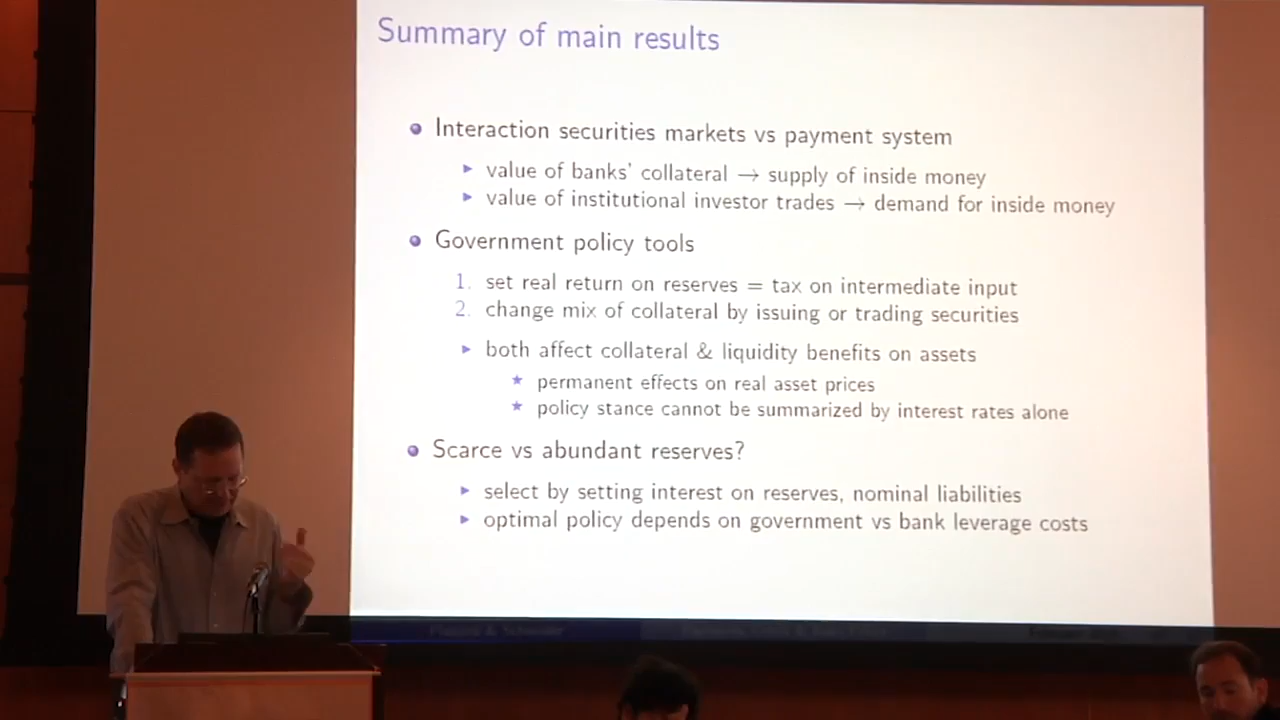 Summary of main results
Interaction securities markets vs payment system
value of banks' collateral → supply of inside money
value of institutional investor trades → demand for inside money
Government policy tools
1. set real return on reserves = tax on intermediate input
2. change mix of collateral by issuing or trading securities
both affect collateral & liquidity benefits on assets
permanent effects on real asset prices
policy stance cannot be summarized by interest rates alone
Scarce vs abundant reserves?
select by setting interest on reserves, nominal liabilities
optimal policy depends on government vs bank leverage costs